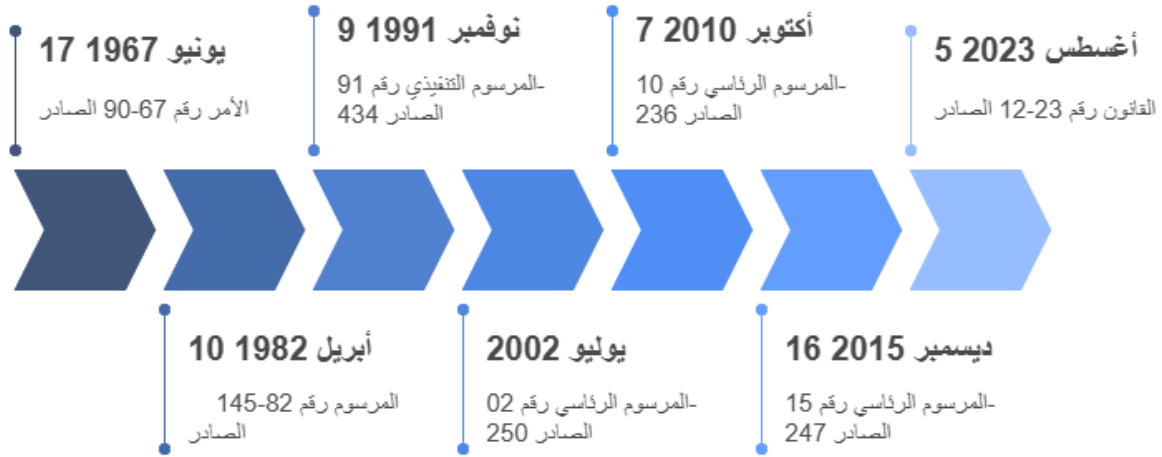 17 يونيو 1967
الأمر رقم 67-90 الصادر
10 أبريل 1982
المرسوم رقم 82-145
الصادر
9 نوفمبر 1991
المرسوم التنفيذي رقم 91-
434 الصادر
يوليو 2002
المرسوم الرئاسي رقم 02-
250 الصادر
7 أكتوبر 2010
المرسوم الرئاسي رقم 10-
236 الصادر
16 ديسمبر 2015
المرسوم الرئاسي رقم 15-
247 الصادر
5 أغسطس 2023
القانون رقم 23-12 الصادر